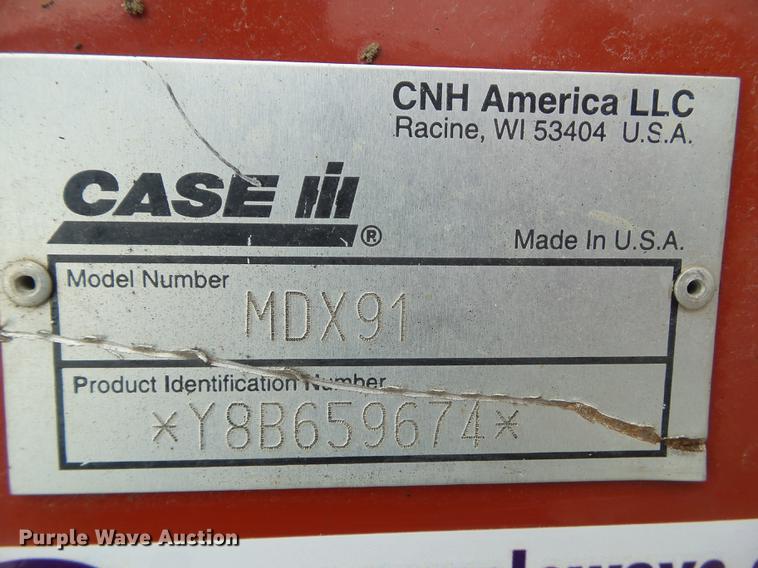 CNH America LLC
Racine, WI 53404 U.S.A.
CASE IH
®
Made In U.S.A.
Model Number
MDX91
Product Identification Number
*Y8B659674*
Purple Wave Auction